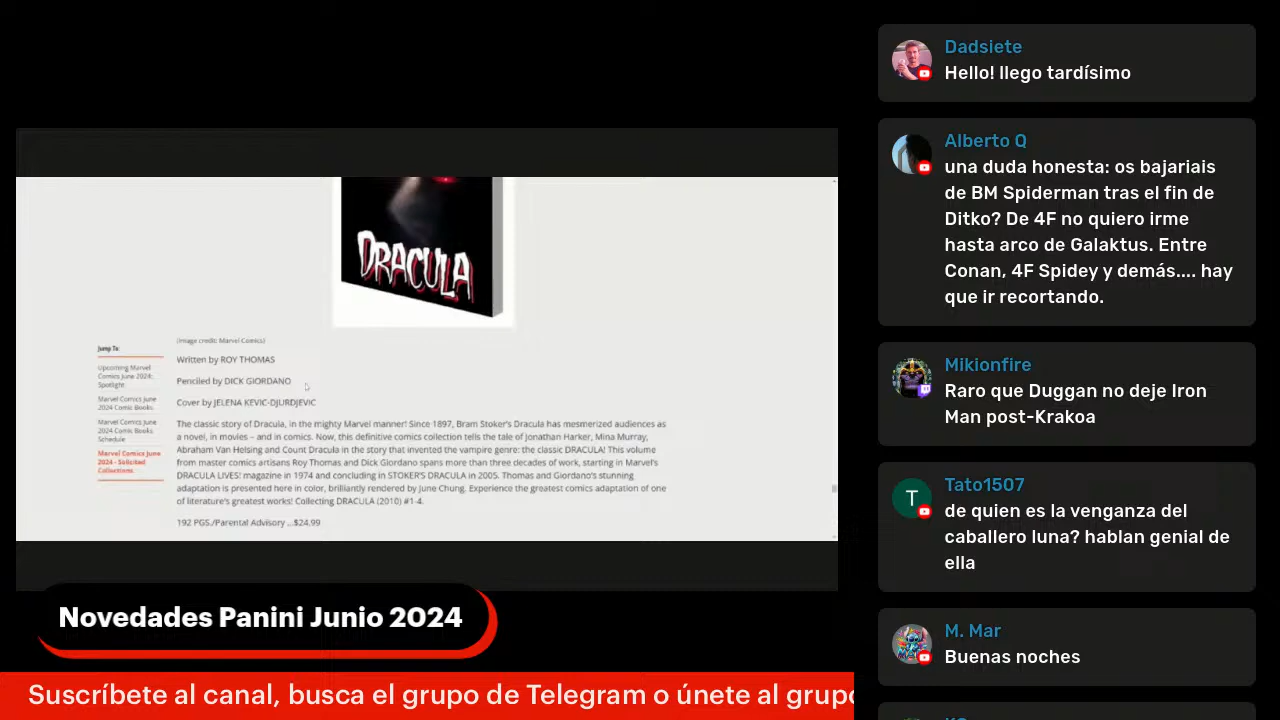 DRACULA
(Image credit: Marvel Comics)
Jump To:
Upcoming Marvel
Comics June 2024:
Spotlight
Marvel Comics June
2024 Comic Books
Marvel Comics June
2024 Comic Books
Schedule
Marvel Comics June
2024 - Solicited
Collections
Written by ROY THOMAS
Penciled by DICK GIORDANO
Cover by JELENA KEVIC-DJURDJEVIC
The classic story of Dracula, in the mighty Marvel manner! Since 1897, Bram Stoker's Dracula has mesmerized audiences as
a novel, in movies – and in comics. Now, this definitive comics collection tells the tale of Jonathan Harker, Mina Murray,
Abraham Van Helsing and Count Dracula in the story that invented the vampire genre: the classic DRACULA! This volume
from master comics artisans Roy Thomas and Dick Giordano spans more than three decades of work, starting in Marvel's
DRACULA LIVES! magazine in 1974 and concluding in STOKER'S DRACULA in 2005. Thomas and Giordano's stunning
adaptation is presented here in color, brilliantly rendered by June Chung. Experience the greatest comics adaptation of one
of literature's greatest works! Collecting DRACULA (2010) #1-4.
192 PGS./Parental Advisory ...$24.99
Novedades Panini Junio 2024
Suscríbete al canal, busca el grupo de Telegram o únete al grupo
Dadsiete
Hello! llego tardísimo
Alberto Q
una duda honesta: os bajariais
de BM Spiderman tras el fin de
Ditko? De 4F no quiero irme
hasta arco de Galaktus. Entre
Conan, 4F Spidey y demás.... hay
que ir recortando.
Mikionfire
Raro que Duggan no deje Iron
Man post-Krakoa
T
Tato1507
de quien es la venganza del
caballero luna? hablan genial de
ella
M. Mar
Buenas noches